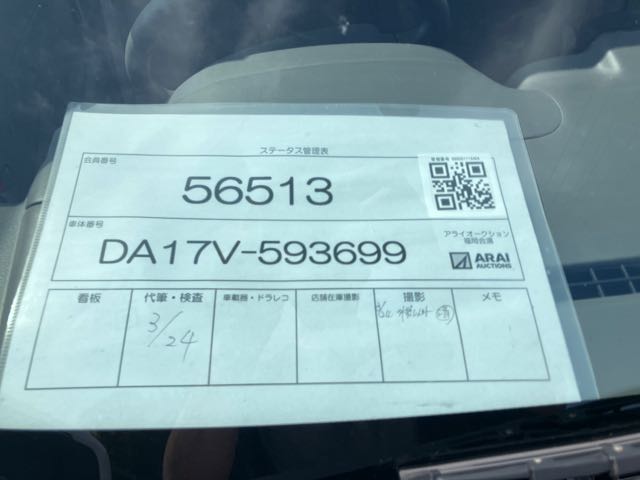 ステータス管理表
会員番号
56513
車体番号
DA17V-593699
アライオークション
福岡会場
ARAI
AUCTIONS
看板
代筆・検査
車載器・ドラレコ
店舗在庫撮影
撮影
メモ
3/24